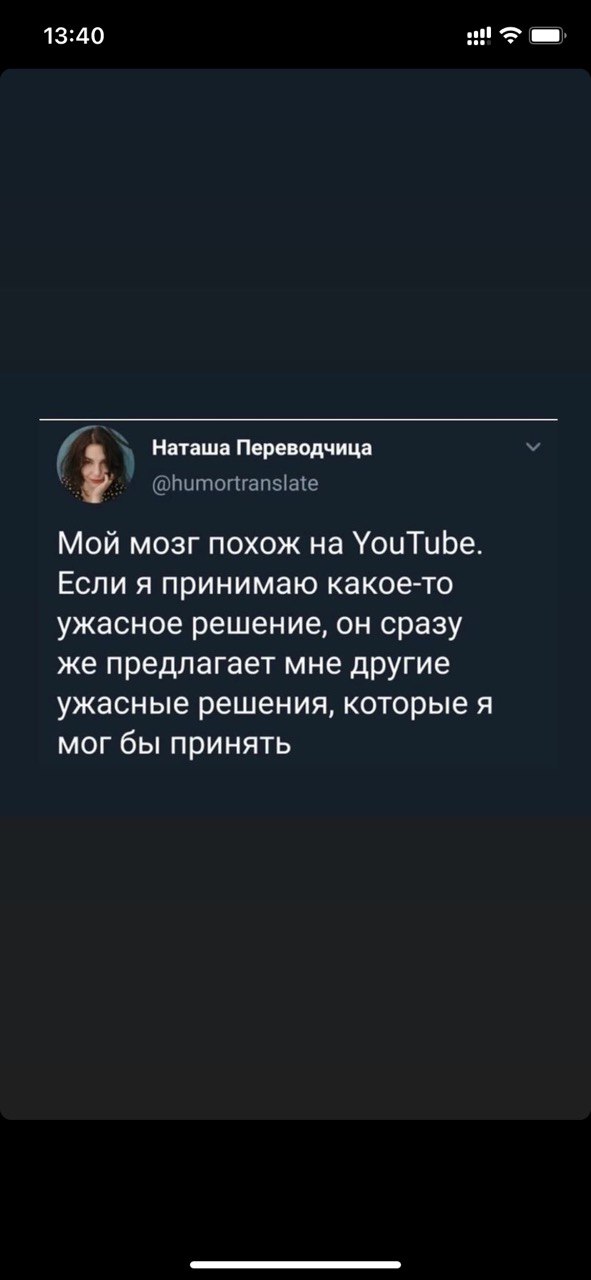 13:40
Наташа Переводчица
@humortranslate
Мой мозг похож на YouTube.
Если я принимаю какое-то
ужасное решение, он сразу
же предлагает мне другие
ужасные решения, которые я
мог бы принять